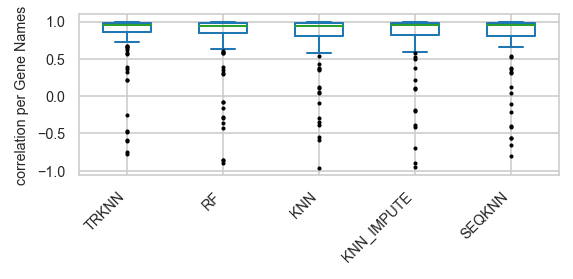 correlation per Gene Names
1.0
0.5
0.0
−0.5
−1.0
TRKNN
RF
KNN
KNN_IMPUTE
SEQKNN